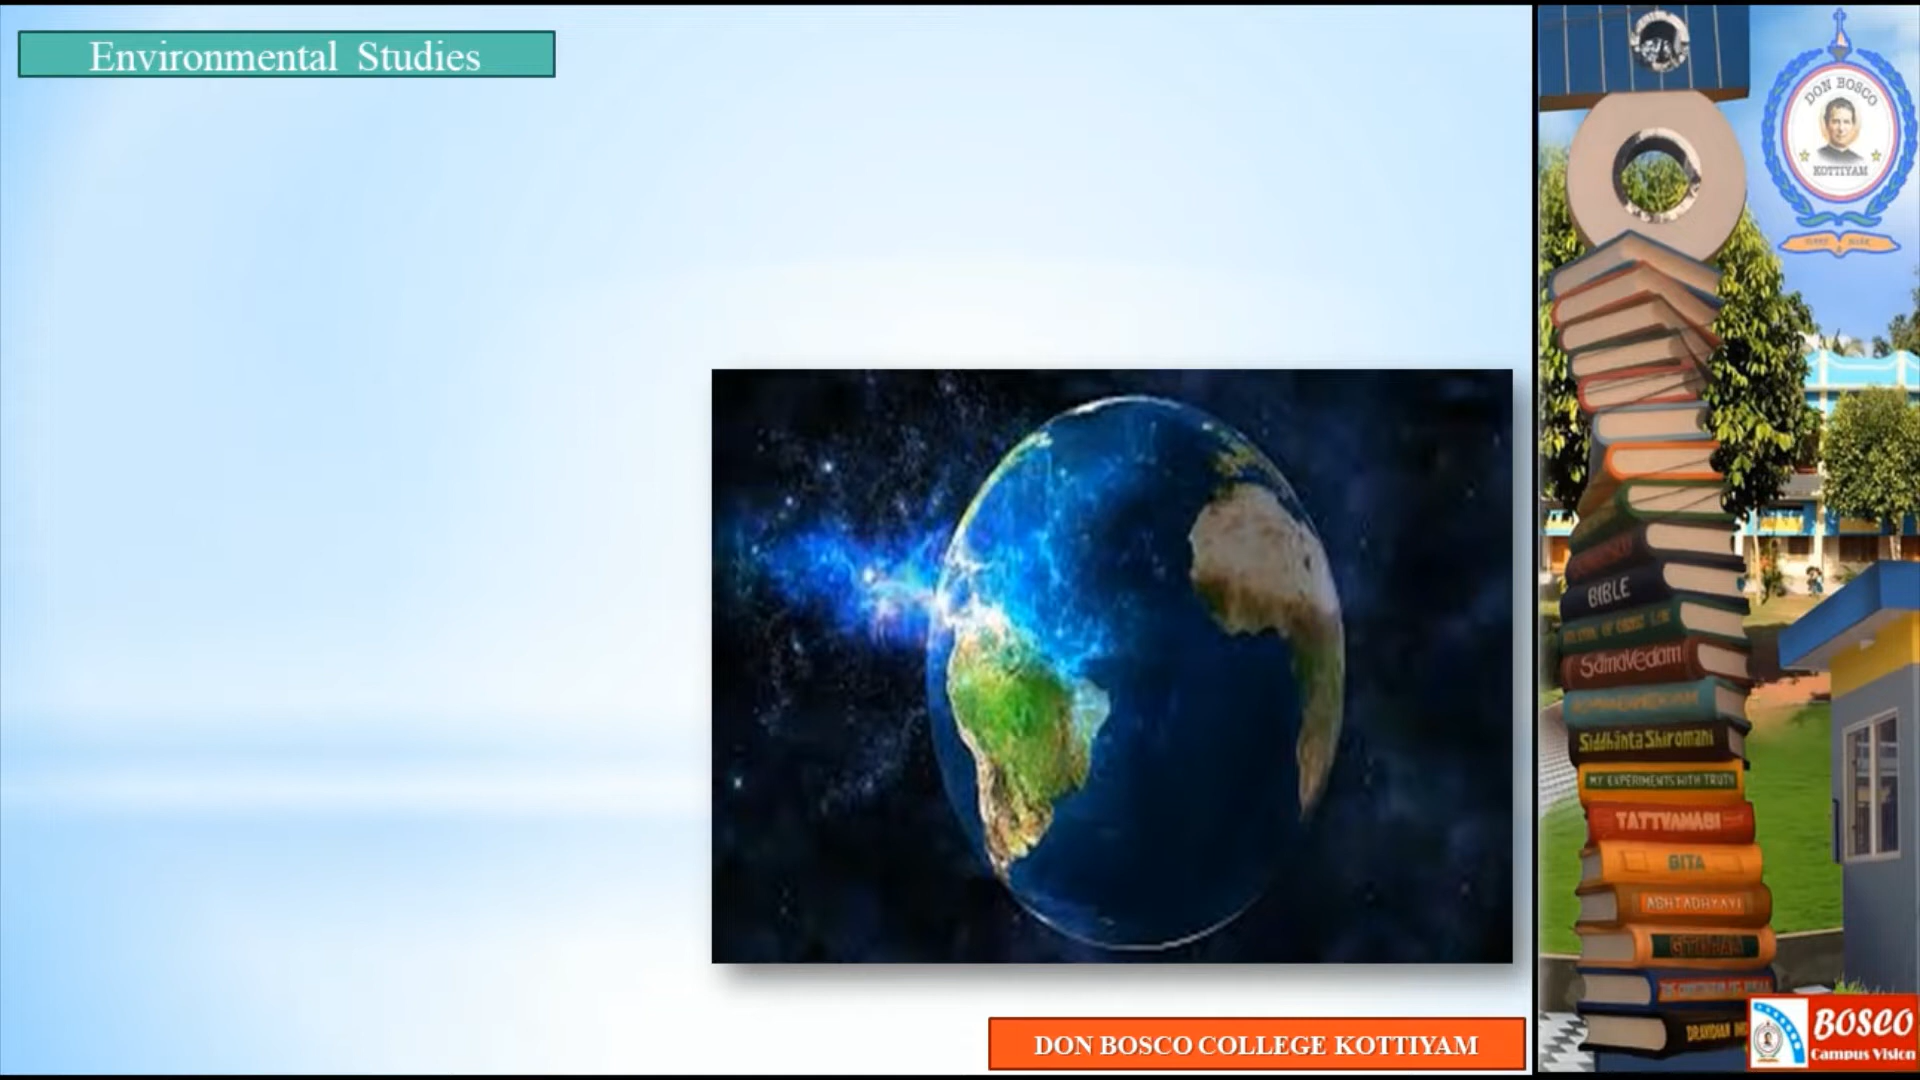 Environmental Studies
DON BOSCO
KOTTIYAM
BIBLE
SamaVedam
Siddhānta Shiromani
MY EXPERIMENTS WITH TRUTH
TATTVAMASI
GITA
ASHTADHYAYI
DON BOSCO COLLEGE KOTTIYAM
BOSCO
Campus Vision